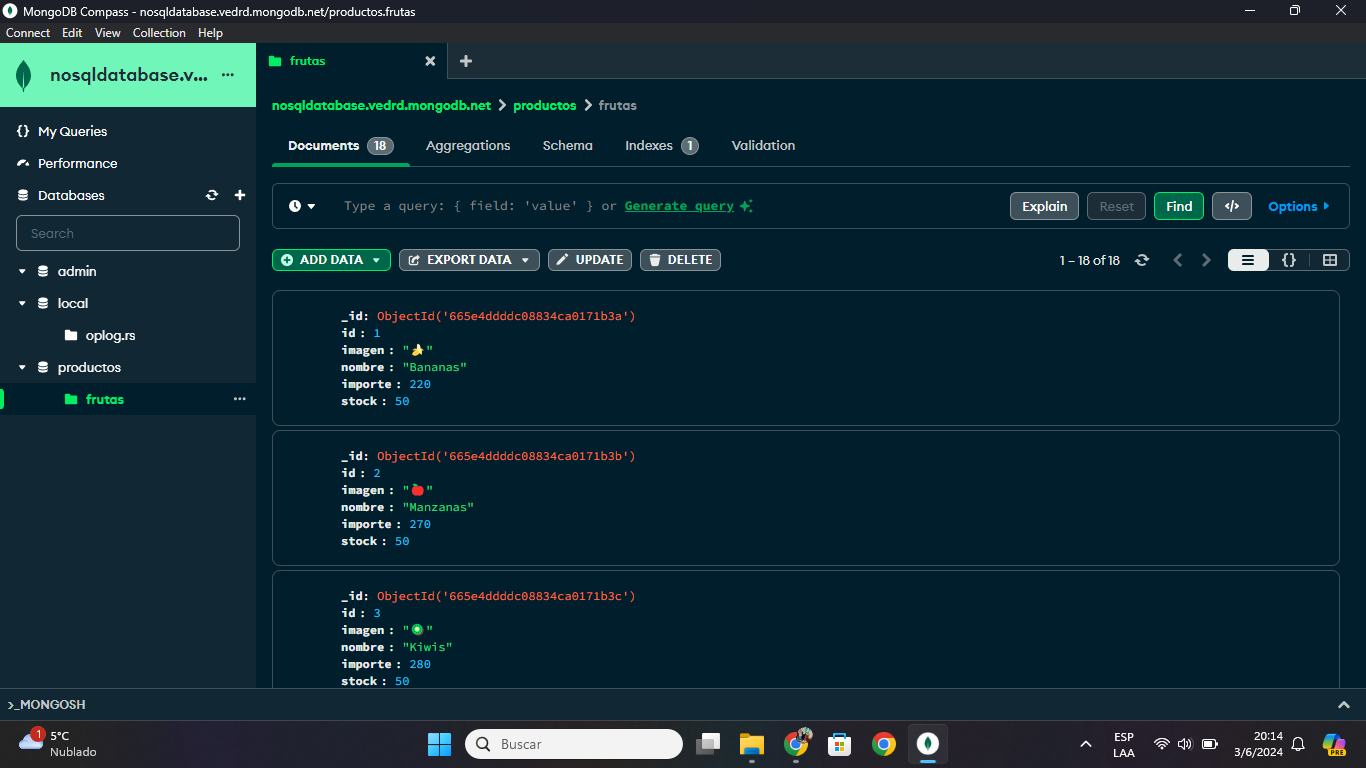 MongoDB Compass - nosqldatabase.vedrd.mongodb.net/productos.frutas
Connect Edit View Collection Help
nosqldatabase.v... ...
frutas
nosqldatabase.vedrd.mongodb.net > productos > frutas
{} My Queries
Performance
Databases
Search
admin
local
oplog.rs
productos
frutas ...
Documents 18 Aggregations Schema Indexes 1 Validation
Type a query: { field: 'value' } or Generate query
Explain Reset Find </> Options
ADD DATA EXPORT DATA UPDATE DELETE
1 – 18 of 18 {}
_id: ObjectId('665e4ddddc08834ca0171b3a')
id : 1
imagen : "🍌"
nombre : "Bananas"
importe : 220
stock : 50
_id: ObjectId('665e4ddddc08834ca0171b3b')
id : 2
imagen : "🍎"
nombre : "Manzanas"
importe : 270
stock : 50
_id: ObjectId('665e4ddddc08834ca0171b3c')
id : 3
imagen : "🥝"
nombre : "Kiwis"
importe : 280
stock : 50
>_MONGOSH
1
5°C
Nublado
Buscar
ESP
LAA
20:14
3/6/2024
PRE